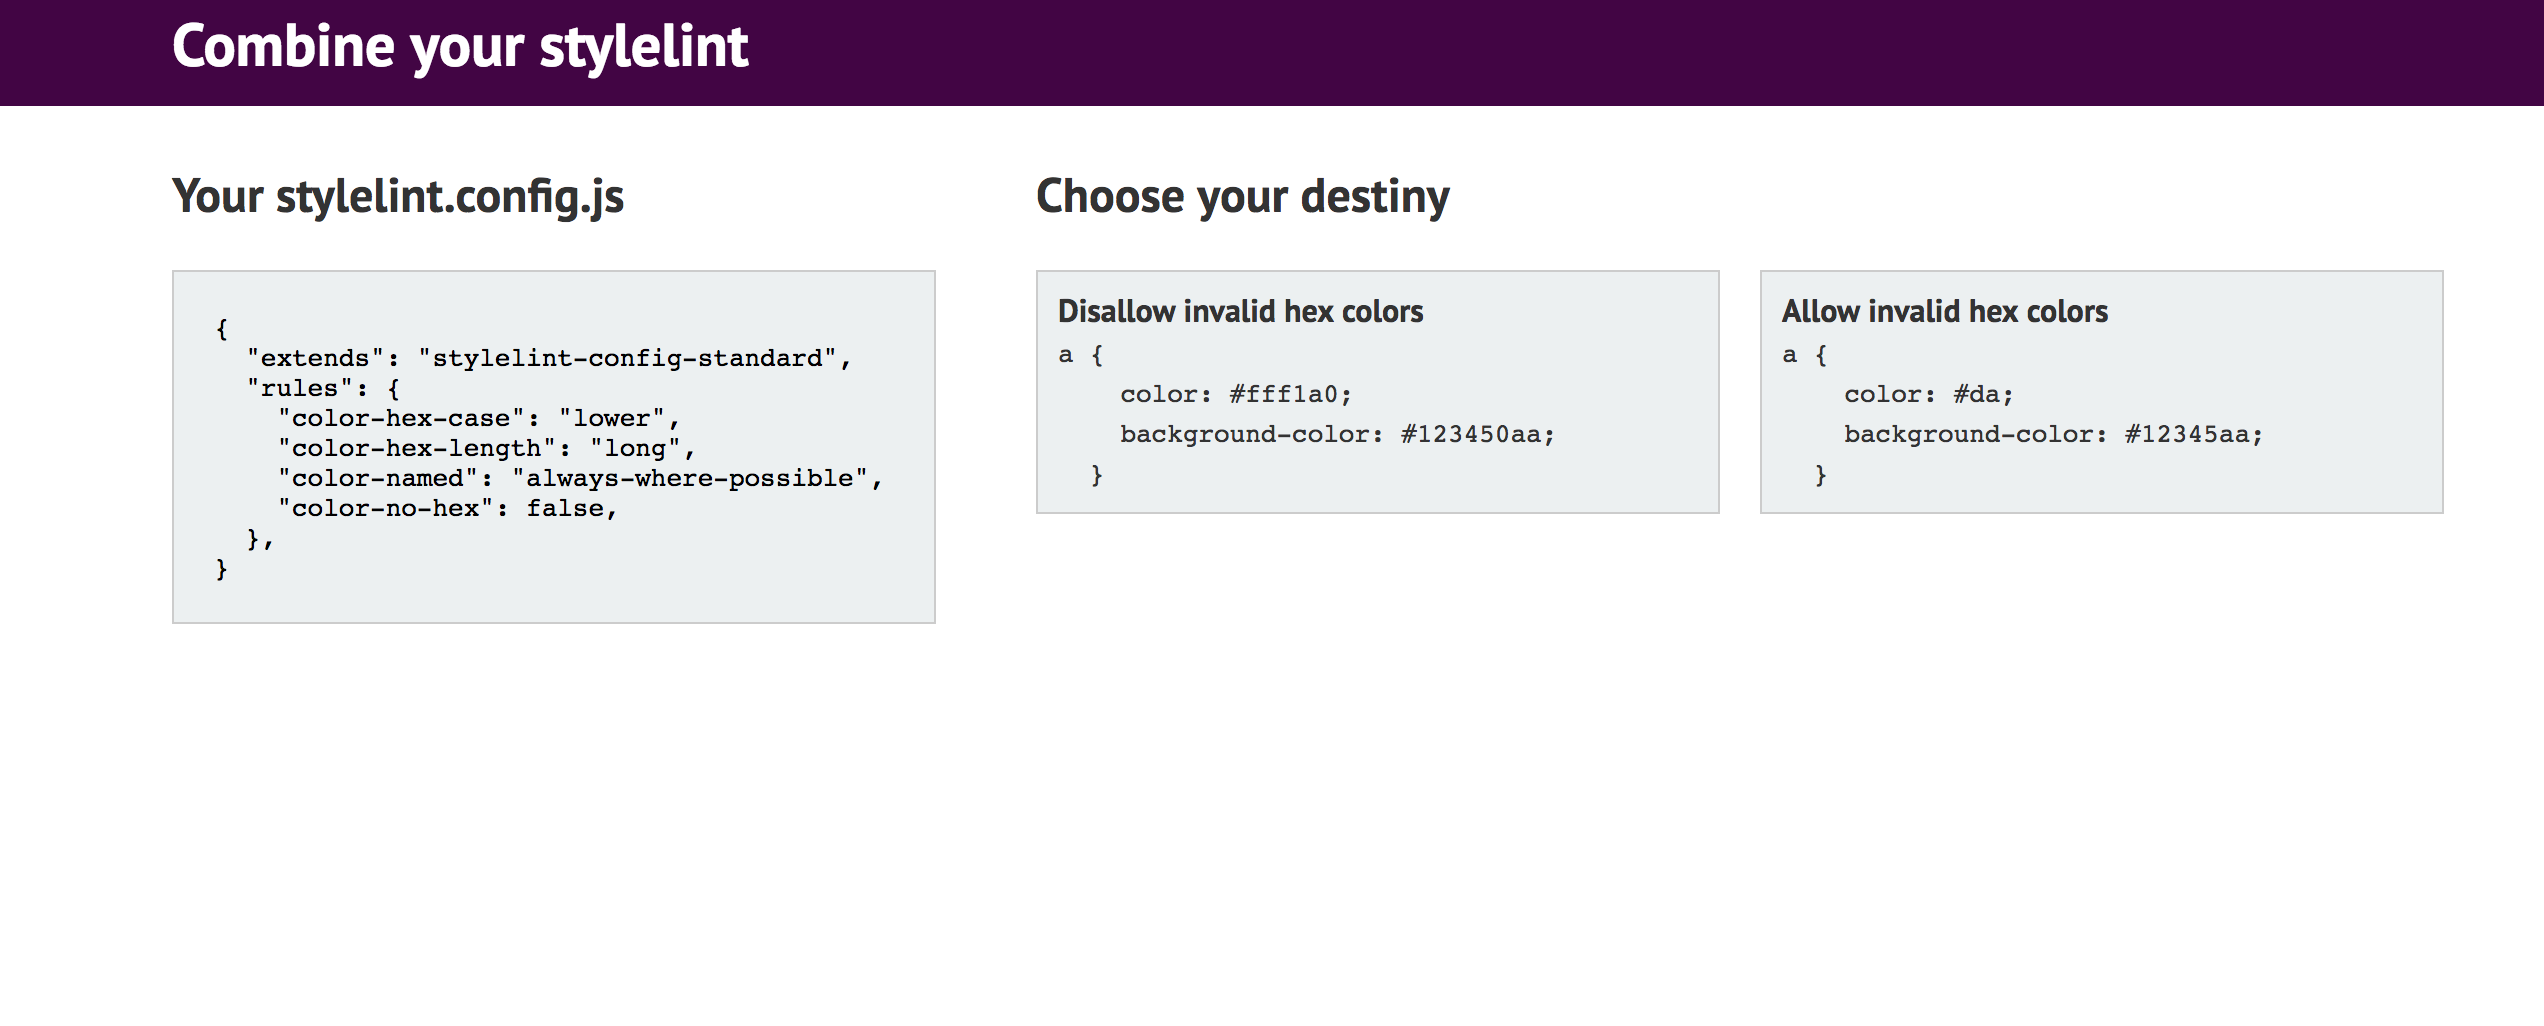 Combine your stylelint
Your stylelint.config.js
{
  "extends": "stylelint-config-standard",
  "rules": {
    "color-hex-case": "lower",
    "color-hex-length": "long",
    "color-named": "always-where-possible",
    "color-no-hex": false,
  },
}
Choose your destiny
Disallow invalid hex colors
a {
    color: #fff1a0;
    background-color: #123450aa;
  }
Allow invalid hex colors
a {
    color: #da;
    background-color: #12345aa;
  }